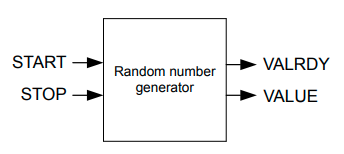 START
STOP
Random number
generator
VALRDY
VALUE